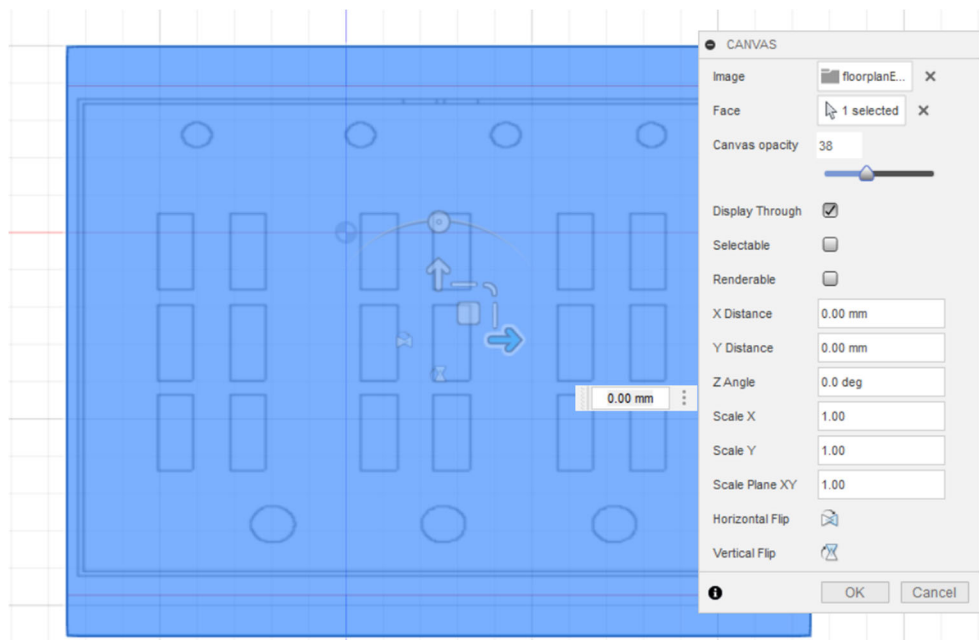 CANVAS
Image floorplanE...
Face 1 selected
Canvas opacity 38
Display Through
Selectable
Renderable
X Distance 0.00 mm
Y Distance 0.00 mm
Z Angle 0.0 deg
0.00 mm
Scale X 1.00
Scale Y 1.00
Scale Plane XY 1.00
Horizontal Flip
Vertical Flip
OK Cancel